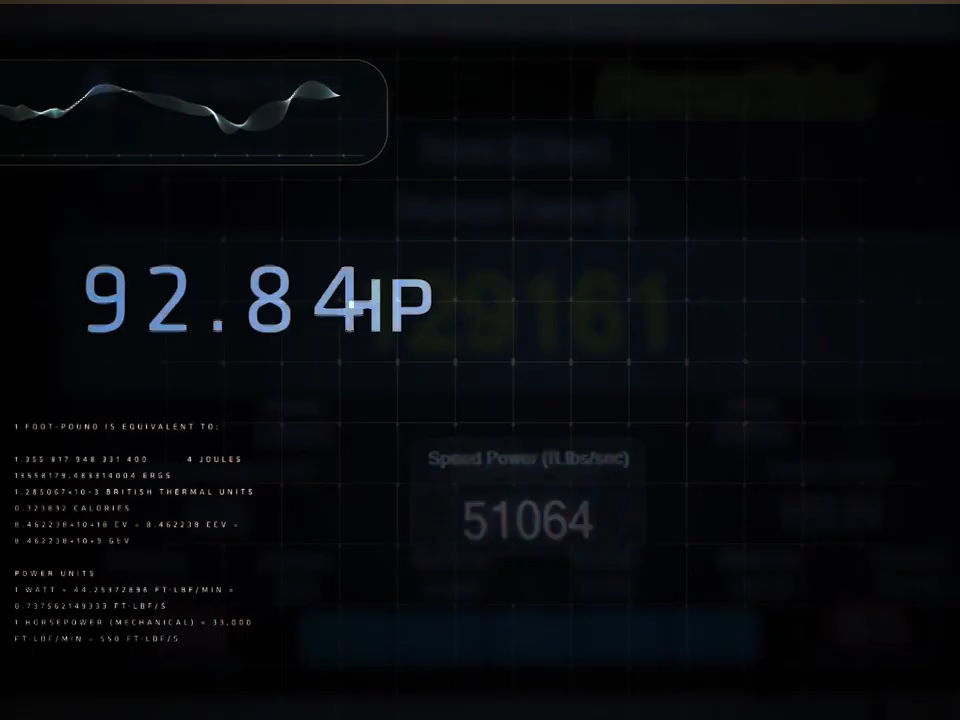 92.84HP
1 FOOT-POUND IS EQUIVALENT TO:
1.355 817 948 331 400 4 JOULES
13558179.483314004 ERGS
1.285067×10-3 BRITISH THERMAL UNITS
0.323832 CALORIES
8.462238×10+18 EV = 8.462238 EEV =
8.462238×10+9 GEV
POWER UNITS
1 WATT = 44.25372896 FT·LBF/MIN =
0.737562149333 FT·LBF/S
1 HORSEPOWER (MECHANICAL) = 33,000
FT·LBF/MIN = 550 FT·LBF/S
Speed Power (ft.lbs/sec)
51064
29161